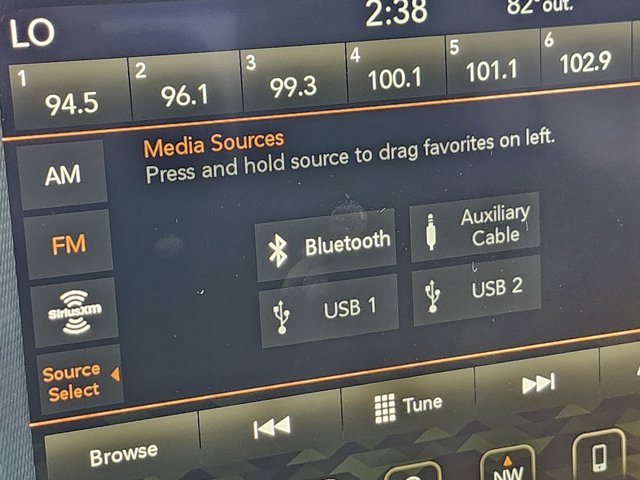 LO 2:38 82° out.
1 94.5 2 96.1 3 99.3 4 100.1 5 101.1 6 102.9
Media Sources
Press and hold source to drag favorites on left.
AM
FM
SiriusXM
Source
Select
Bluetooth
Auxiliary
Cable
USB 1
USB 2
Browse
Tune
NW